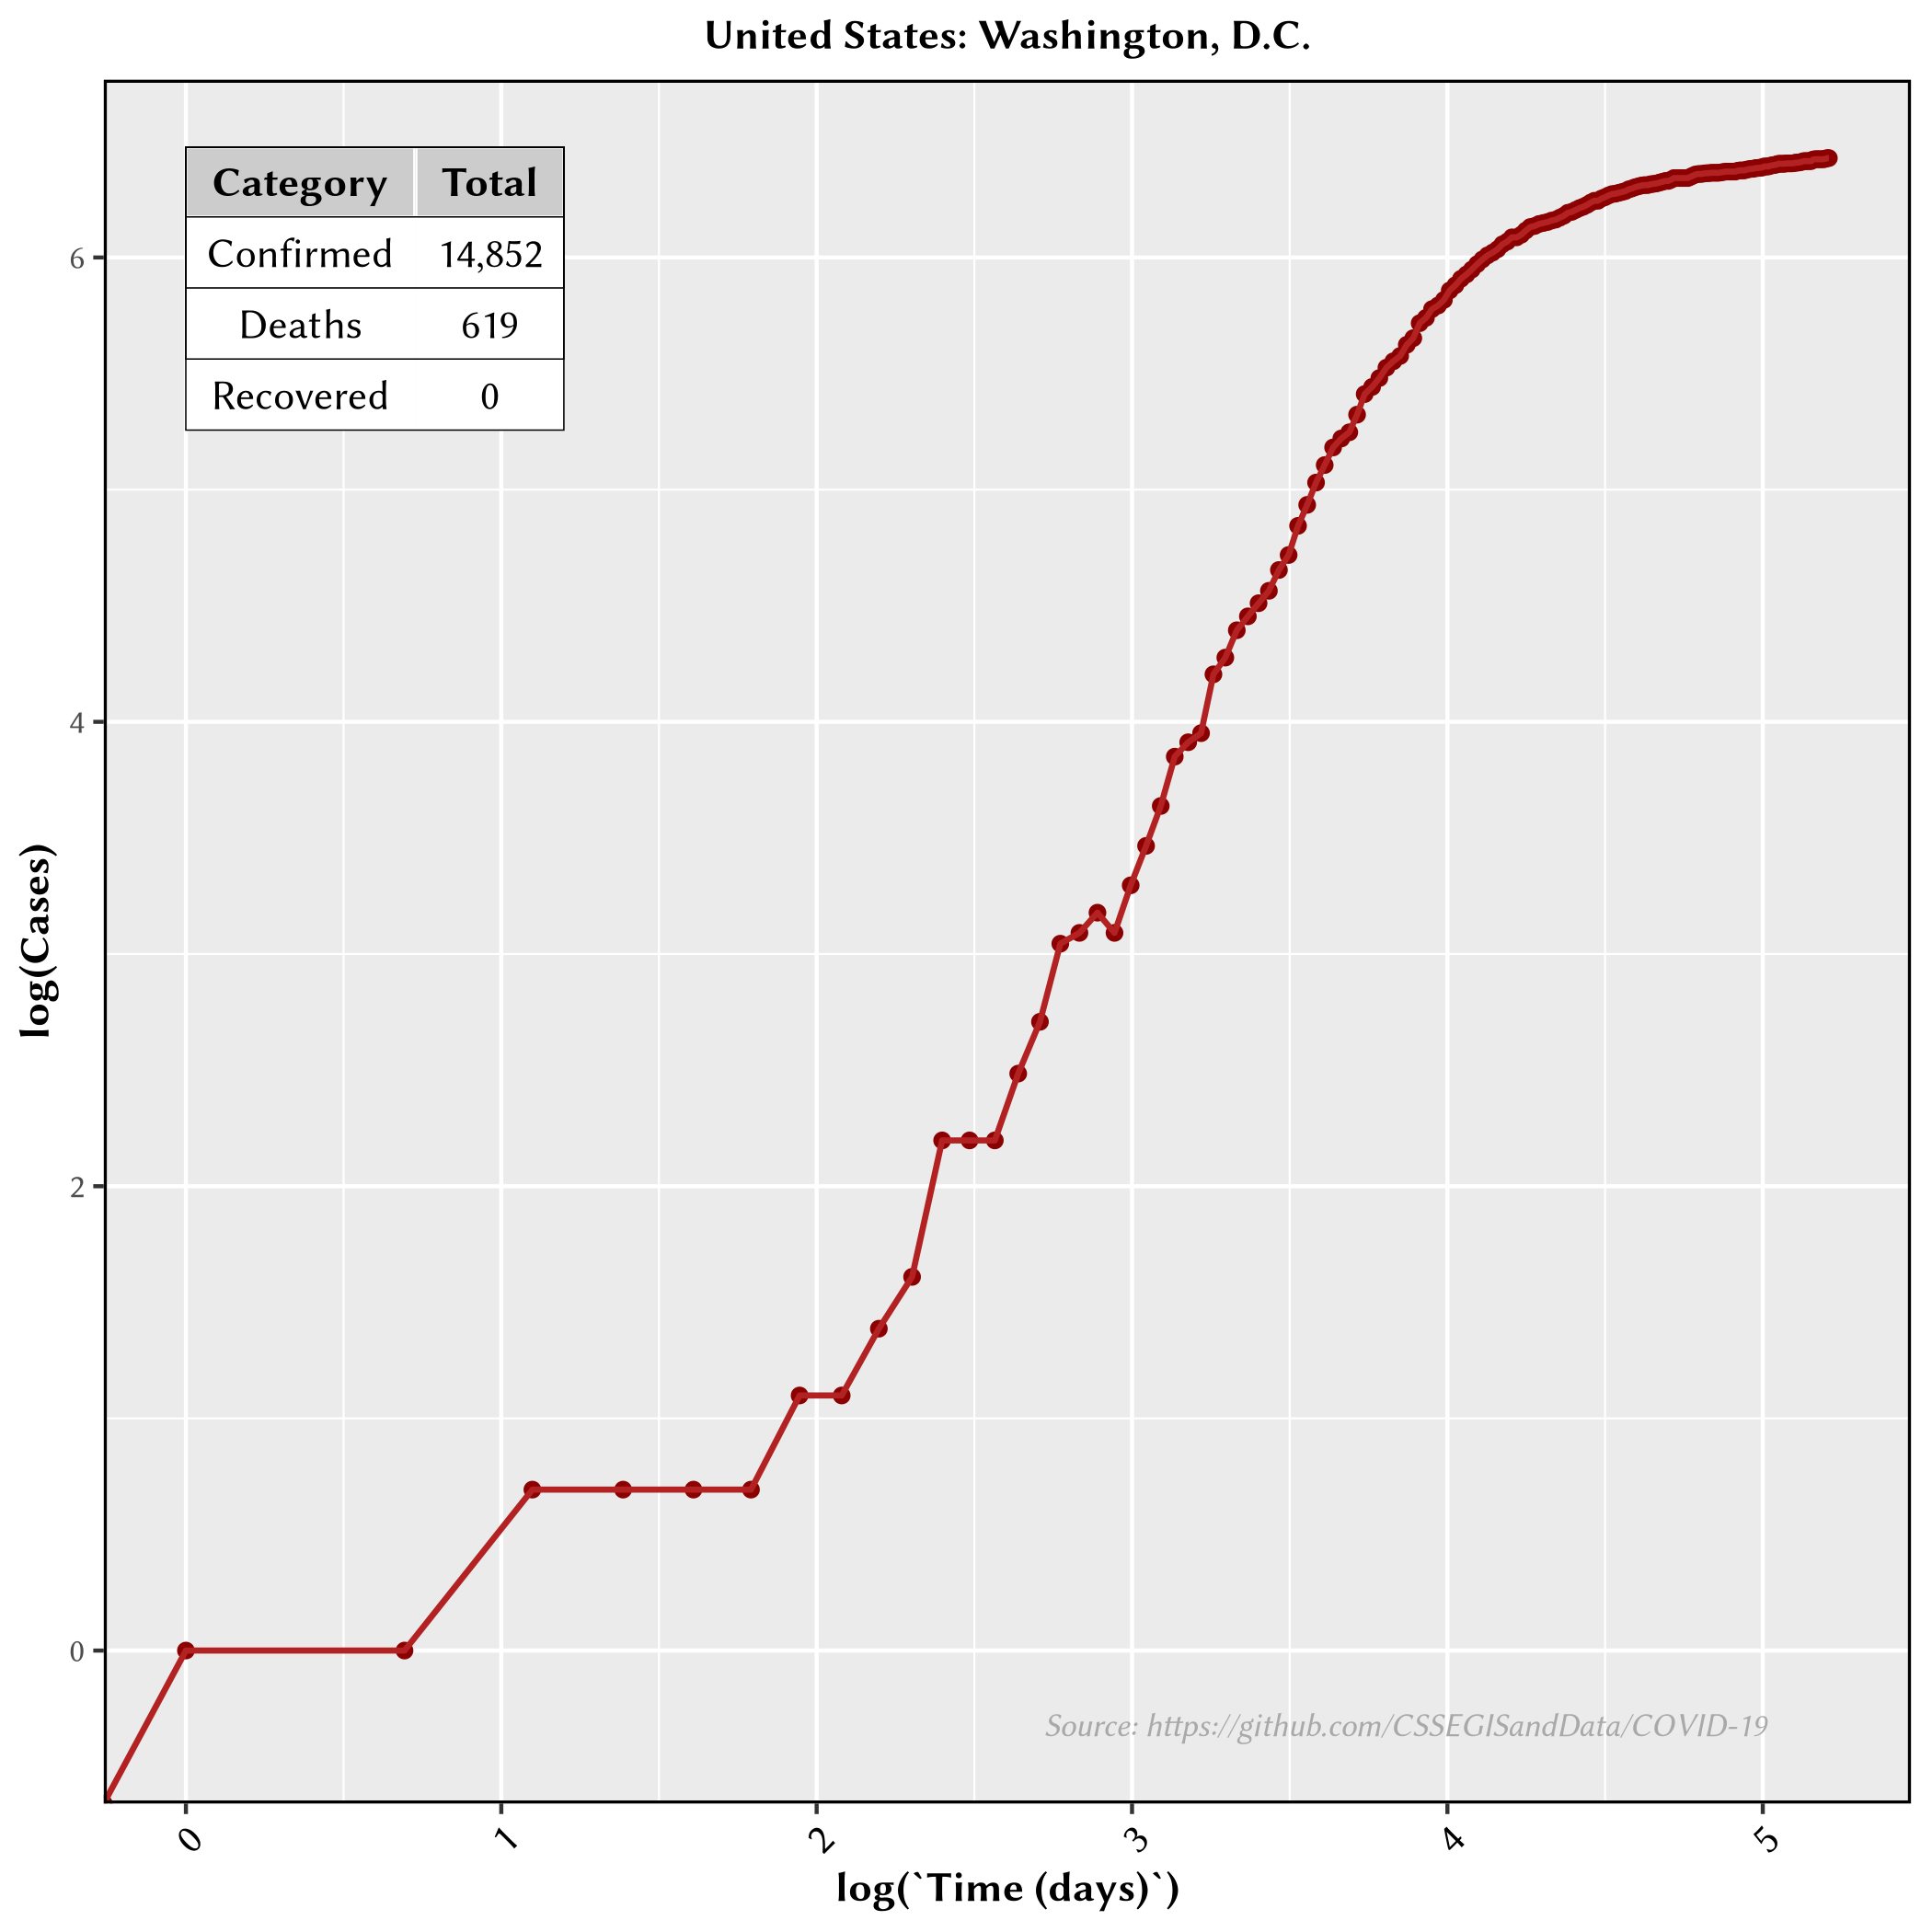 United States: Washington, D.C.
Category Total
Confirmed 14,852
Deaths 619
Recovered 0
6
4
2
0
log(Cases)
Source: https://github.com/CSSEGISandData/COVID-19
0 1 2 3 4 5
log(`Time (days)`)